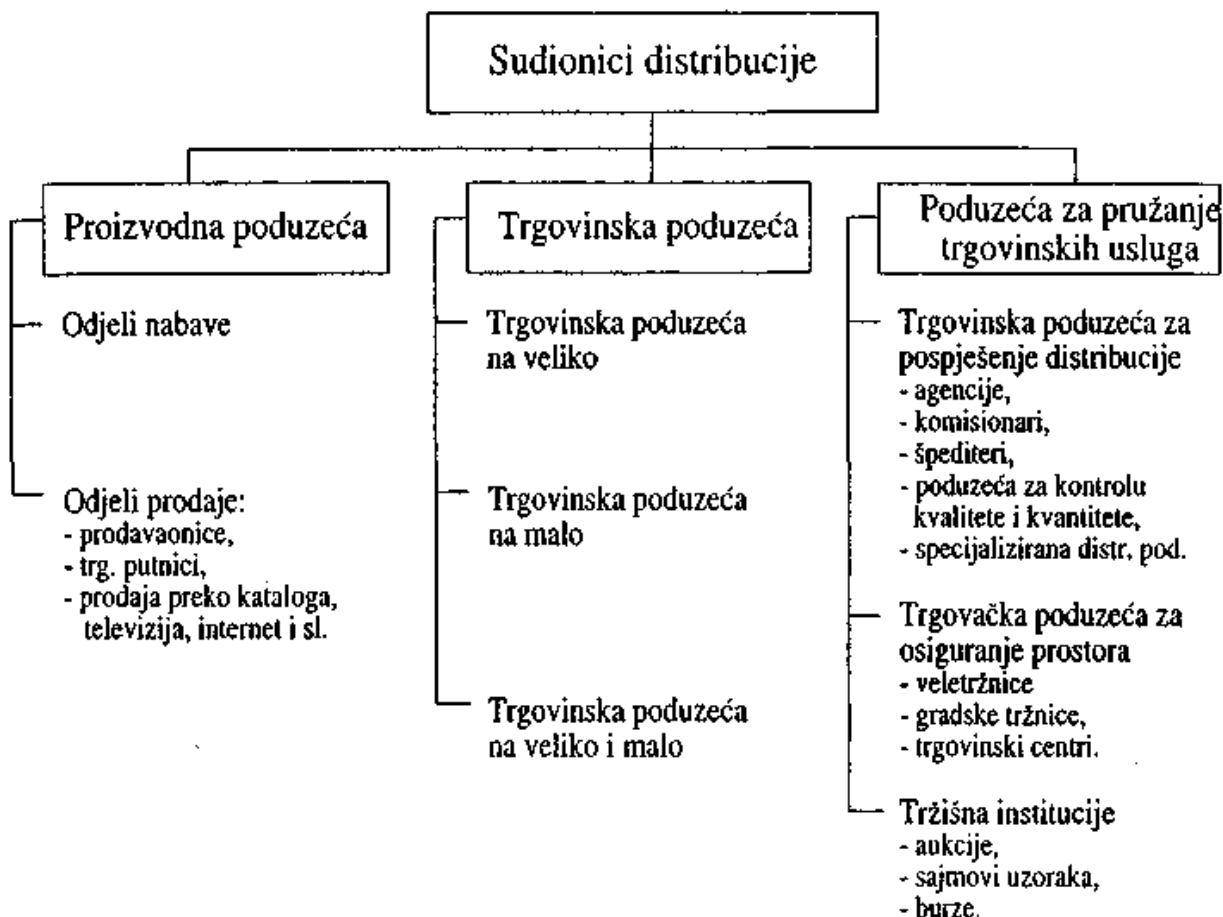 Sudionici distribucije
Proizvodna poduzeća
Odjeli nabave
Odjeli prodaje:
- prodavaonice,
- trg. putnici,
- prodaja preko kataloga,
televizija, internet i sl.
Trgovinska poduzeća
Trgovinska poduzeća
na veliko
Trgovinska poduzeća
na malo
Trgovinska poduzeća
na veliko i malo
Poduzeća za pružanje
trgovinskih usluga
Trgovinska poduzeća za
pospješenje distribucije
- agencije,
- komisionari,
- špediteri,
- poduzeća za kontrolu
kvalitete i kvantitete,
- specijalizirana distr. pod.
Trgovačka poduzeća za
osiguranje prostora
- veletržnice
- gradske tržnice,
- trgovinski centri.
Tržišna institucije
- aukcije,
- sajmovi uzoraka,
- burze.